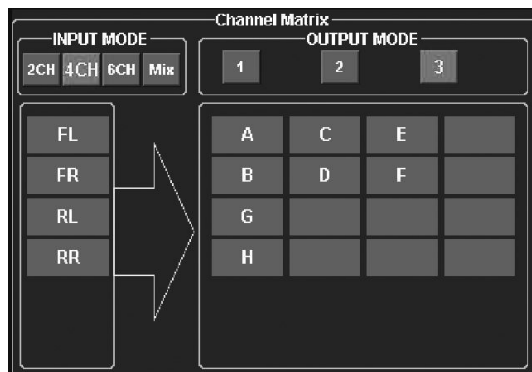 Channel Matrix
INPUT MODE
OUTPUT MODE
2CH 4CH 6CH Mix
1 2 3
FL A C E
FR B D F
RL G
RR H